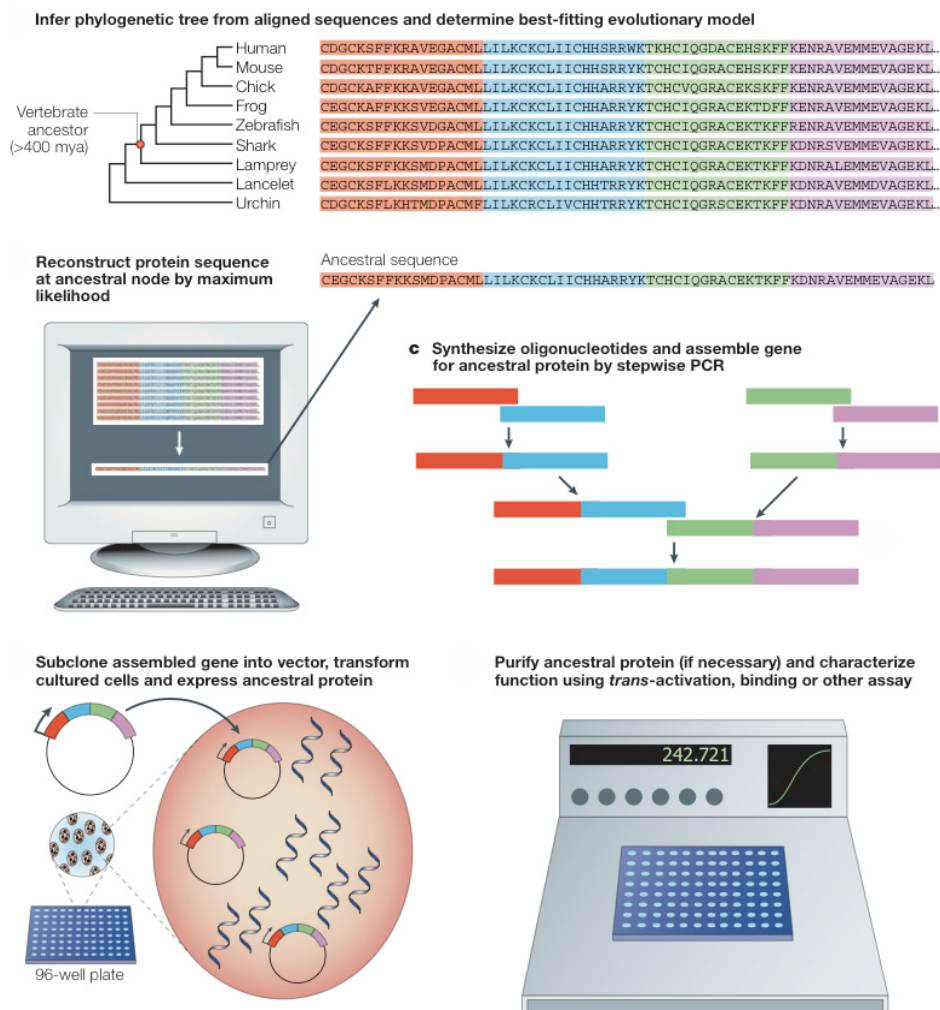 Infer phylogenetic tree from aligned sequences and determine best-fitting evolutionary model
Human CDGCKSFFKRAVEGACMLLILKCKCLIICHHSRRWKTKHCIQGDACEHSKFFKENRAVEMMEVAGEKL...
Mouse CDGCKTFFKRAVEGACMLLILKCKCLIICHHSRRYKTCHCIQGRACEHSKFFKENRAVEMMEVAGEKL...
Chick CDGCKAFFKKAVEGACMLLILKCKCLIICHHARRYKTCHCVQGRACEKSKFFKENRAVEMMEVAGEKL...
Frog CEGCKAFFKKSVEGACMLLILKCKCLIICHHARRYKTCHCIQGRACEKTDFFKENRAVEMMEVAGEKL...
Zebrafish CEGCKSFFKKSVDGACMLLILKCKCLIICHHARRYKTCHCIQGRACEKTKFFRENRAVEMMEVAGEKL...
Shark CEGCKSFFKKSVDPACMLLILKCKCLIICHHARRYKTCHCIQGRACEKTKFFKDNRSVEMMEVAGEKL...
Lamprey CEGCKSFFKKSMDPACMLLILKCKCLIICHHARRYKTCHCIQGRACEKTKFFKDNRALEMMEVAGEKL...
Lancelet CEGCKSFLKKSMDPACMLLILKCKCLIICHHTRRYKTCHCIQGRACEKTKFFKDNRAVEMMDVAGEKL...
Urchin CDGCKSFLKHTMDPACMFLILKCRCLIVCHHTRRYKTCHCIQGRSCEKTKFFKDNRAVEMMEVAGEKL...
Vertebrate
ancestor
(>400 mya)
Reconstruct protein sequence
at ancestral node by maximum
likelihood
Ancestral sequence
CEGCKSFFKKSMDPACMLLILKCKCLIICHHARRYKTCHCIQGRACEKTKFFKDNRAVEMMEVAGEKL
c Synthesize oligonucleotides and assemble gene
for ancestral protein by stepwise PCR
Subclone assembled gene into vector, transform
cultured cells and express ancestral protein
96-well plate
Purify ancestral protein (if necessary) and characterize
function using trans-activation, binding or other assay
242.721